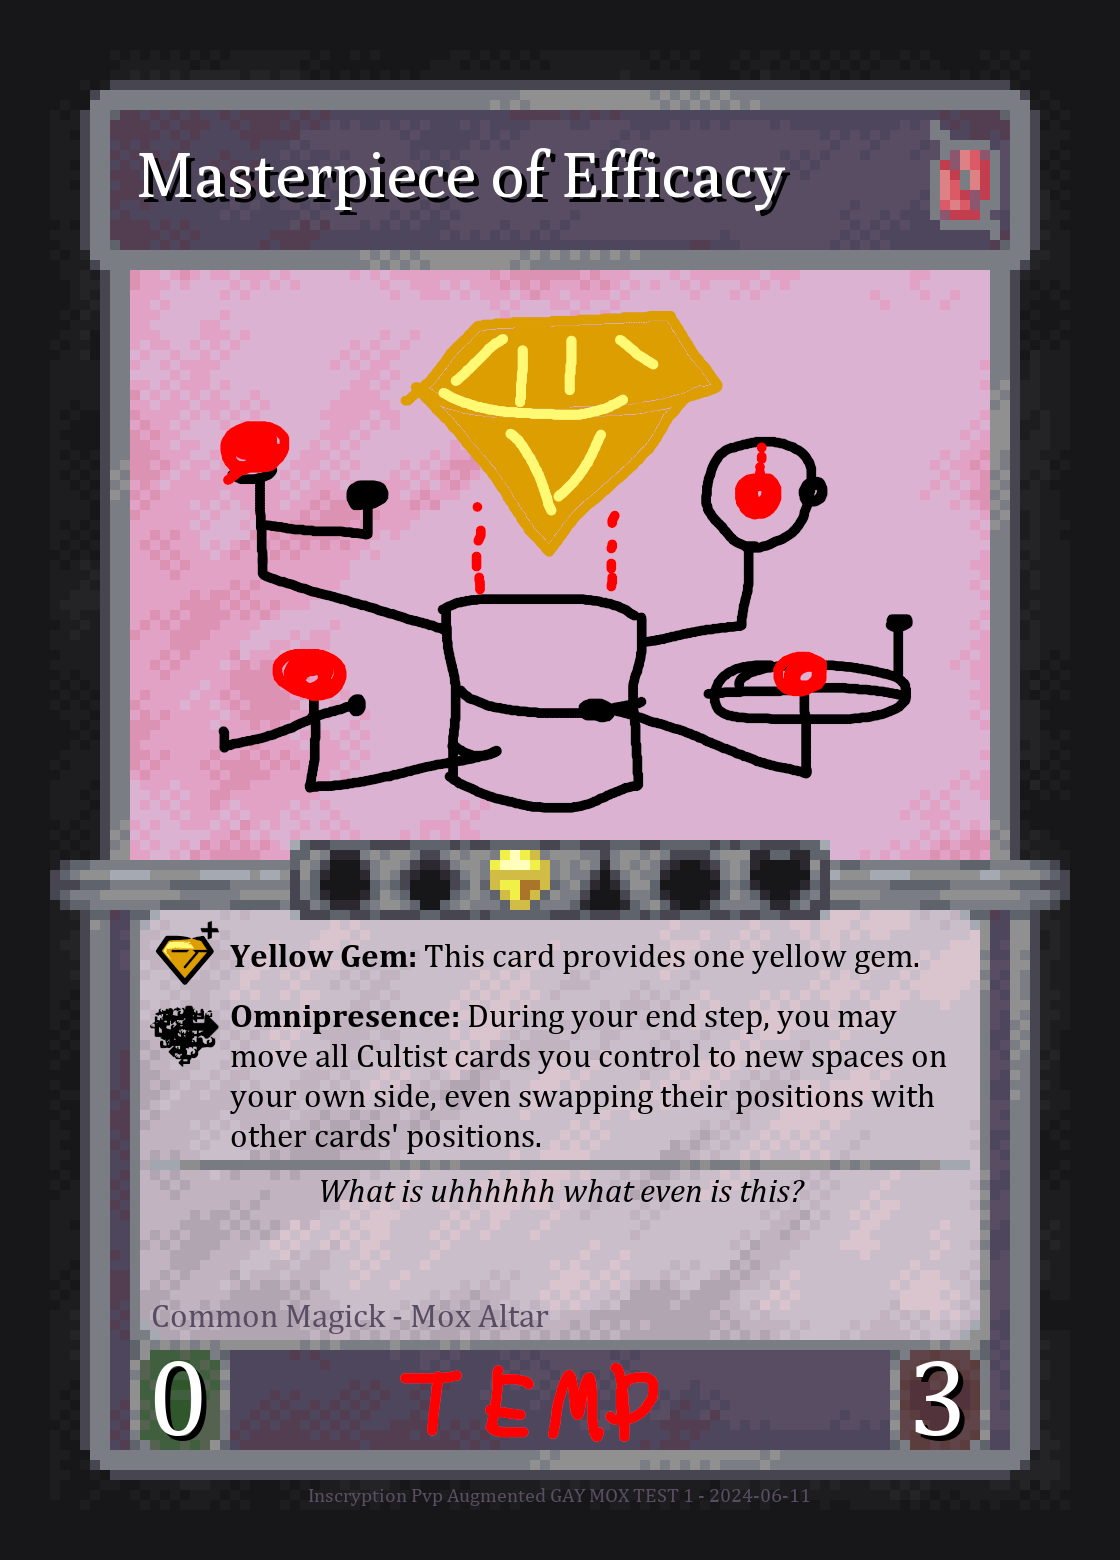 Masterpiece of Efficacy
Yellow Gem: This card provides one yellow gem.
Omnipresence: During your end step, you may
move all Cultist cards you control to new spaces on
your own side, even swapping their positions with
other cards' positions.
What is uhhhhhh what even is this?
Common Magick - Mox Altar
0 TEMP 3
Inscryption Pvp Augmented GAY MOX TEST 1 - 2024-06-11